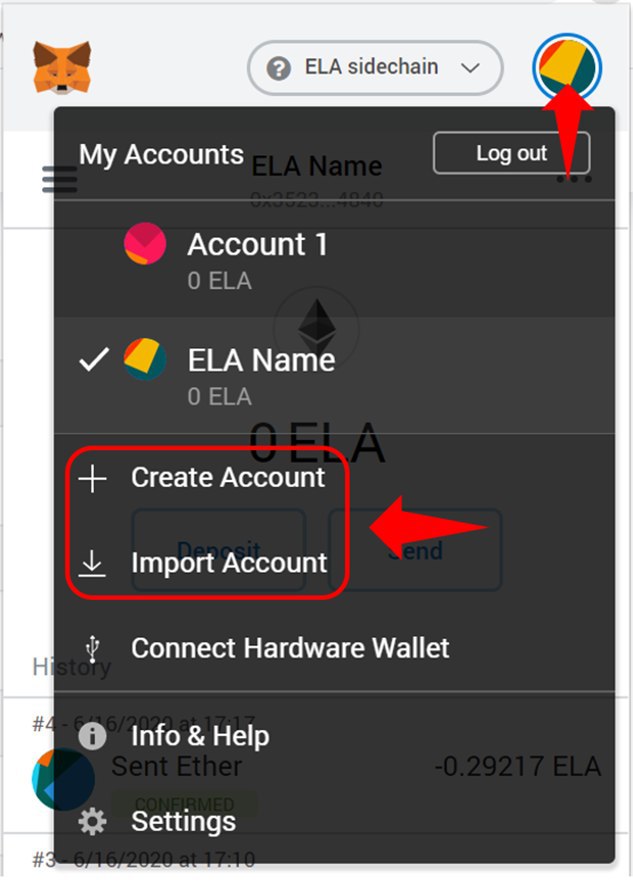 ELA sidechain
My Accounts
Log out
ELA Name
0x3523...4840
Account 1
0 ELA
ELA Name
0 ELA
0 ELA
Create Account
Deposit
Send
Import Account
Connect Hardware Wallet
History
#4 - 6/16/2020 at 17:17
Info & Help
Sent Ether
-0.29217 ELA
CONFIRMED
Settings
#3 - 6/16/2020 at 17:10